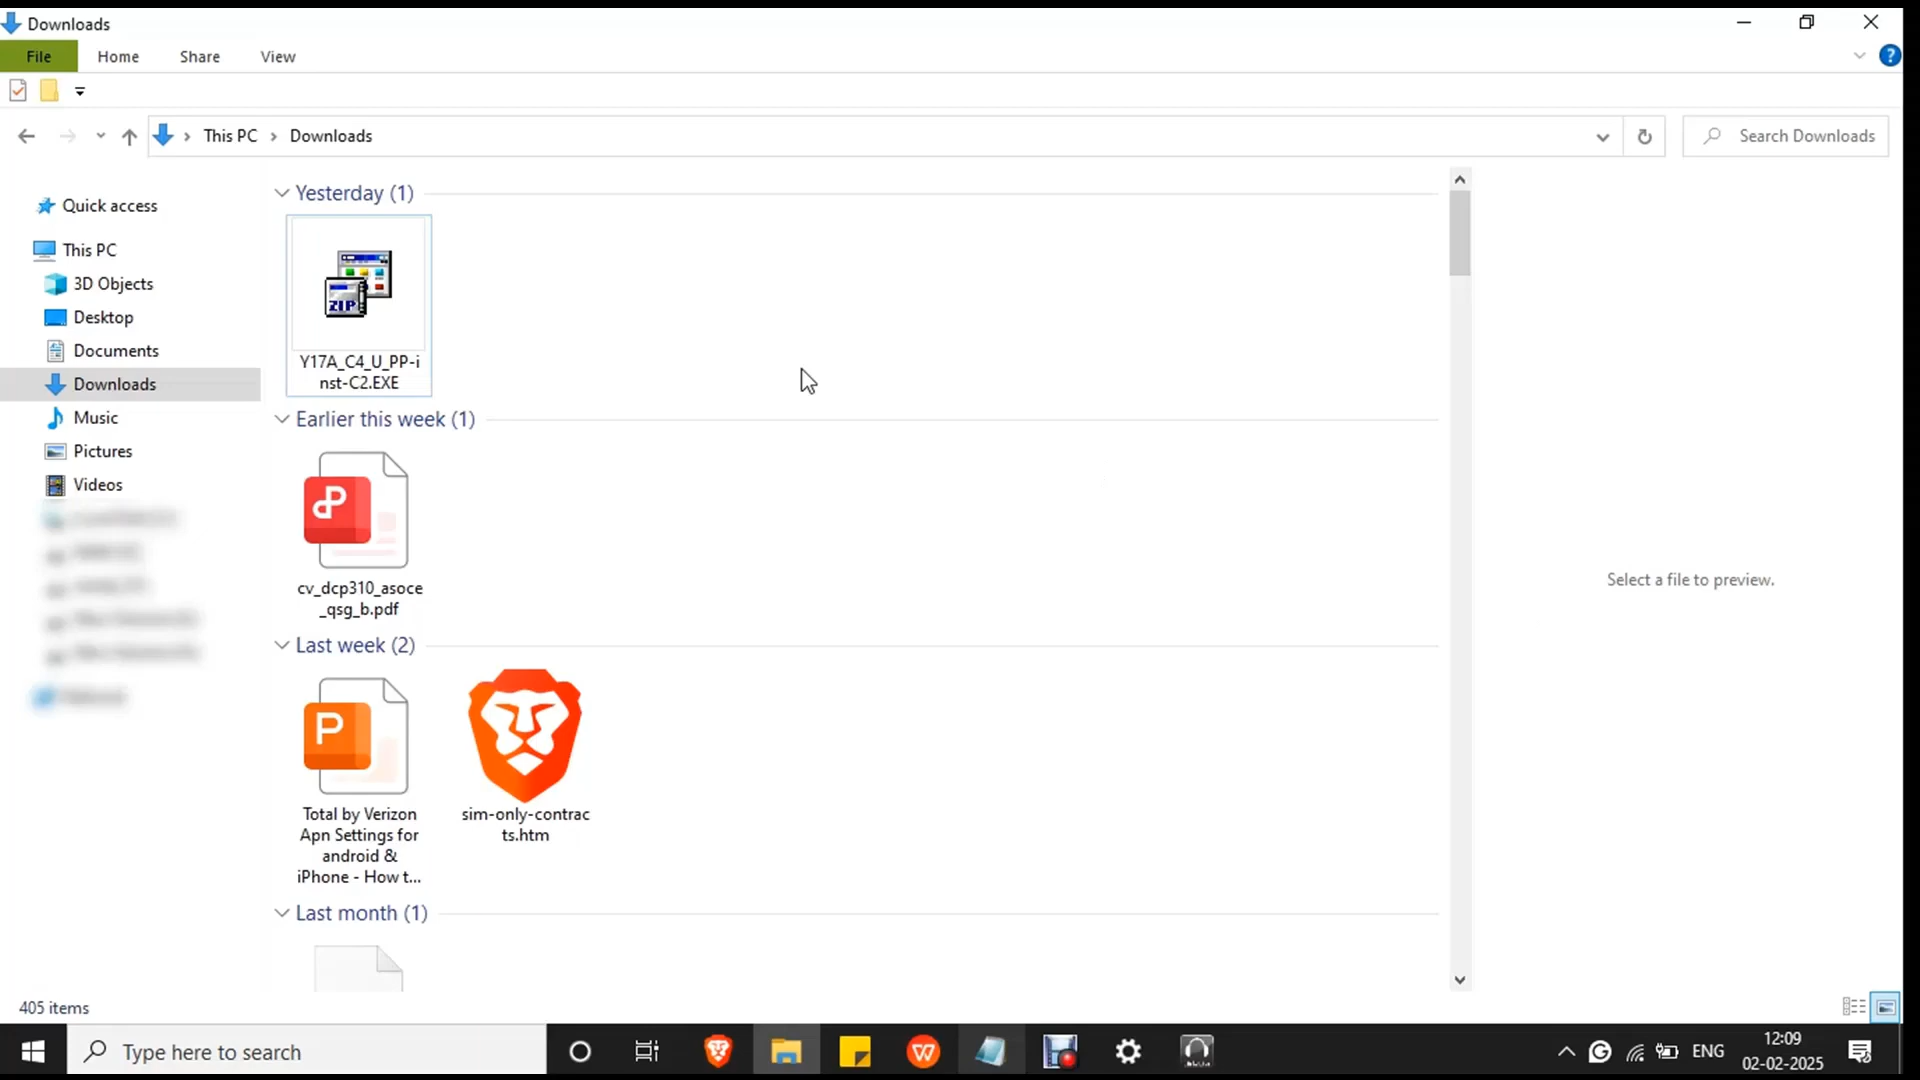 Downloads
File Home Share View
This PC Downloads Search Downloads
Quick access
This PC
3D Objects
Desktop
Documents
Downloads
Music
Pictures
Videos
Yesterday (1)
ZIP
Y17A_C4_U_PP-i
nst-C2.EXE
Earlier this week (1)
cv_dcp310_asoce
_qsg_b.pdf
Last week (2)
P
Total by Verizon
Apn Settings for
android &
iPhone - How t...
sim-only-contrac
ts.htm
Last month (1)
Select a file to preview.
405 items
Type here to search
W
G
ENG
12:09
02-02-2025